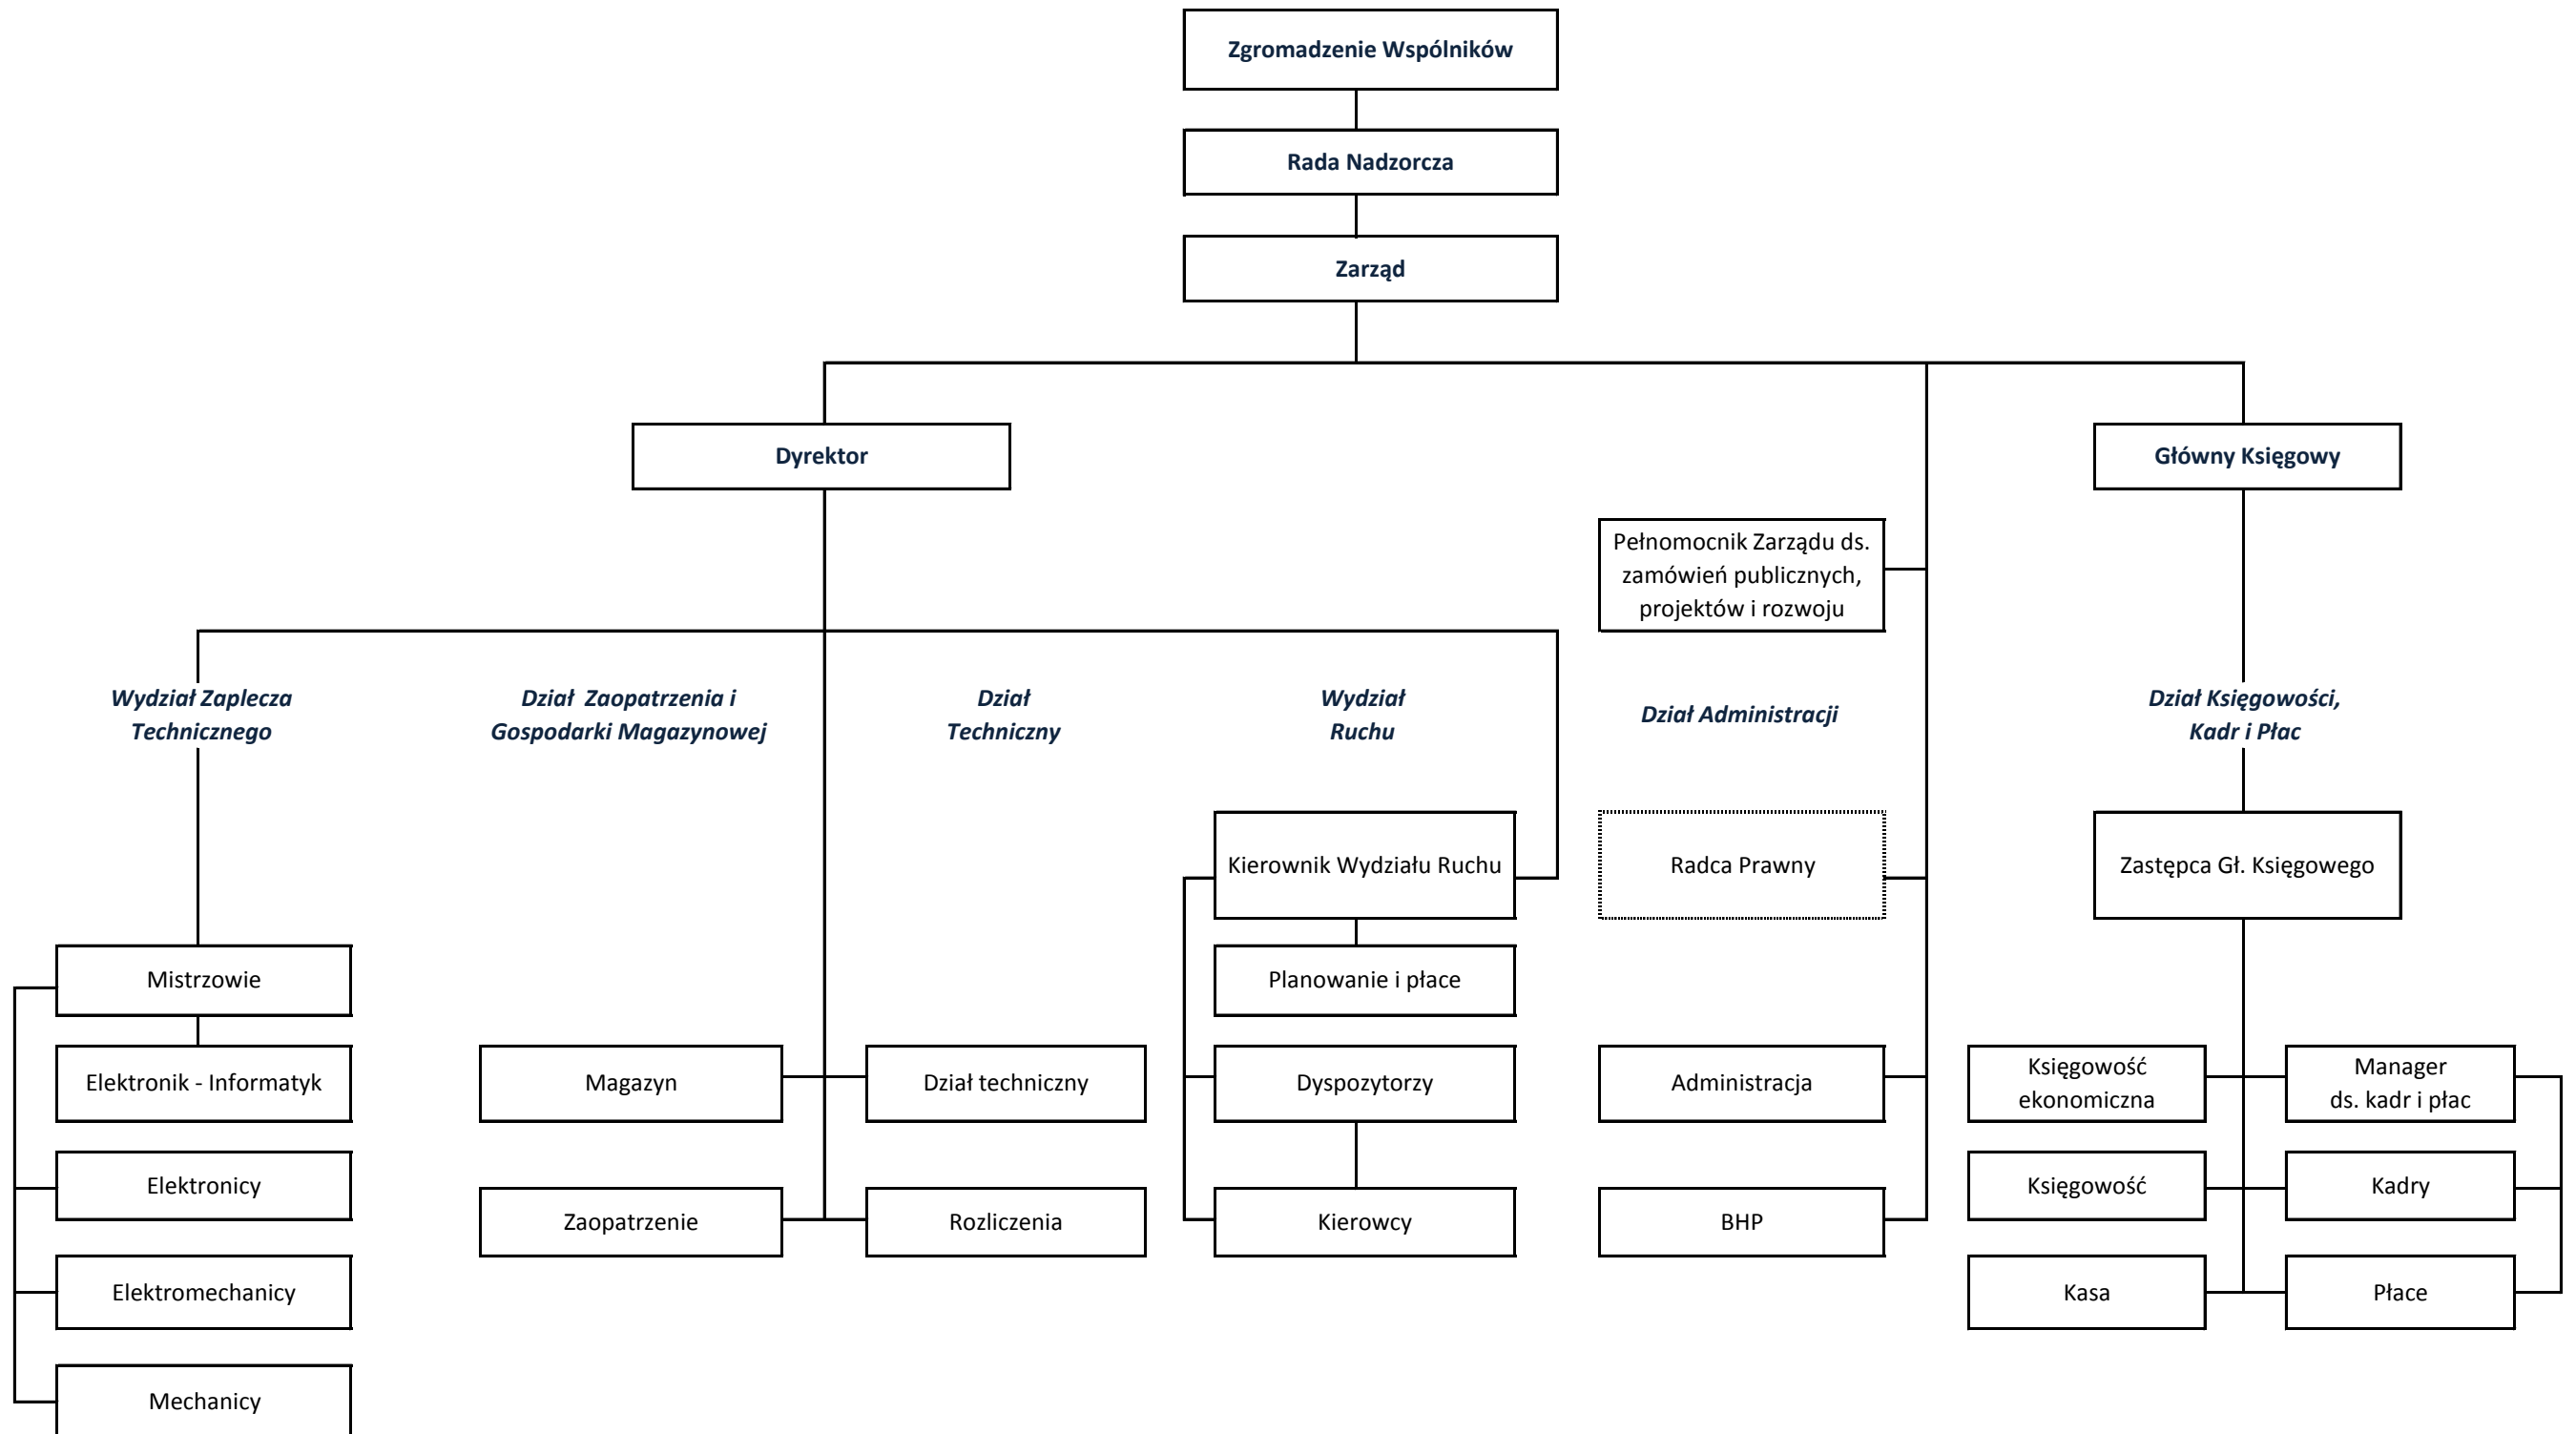 Zgromadzenie Wspólników
Rada Nadzorcza
Zarząd
Dyrektor
Główny Księgowy
Pełnomocnik Zarządu ds.
zamówień publicznych,
projektów i rozwoju
Wydział Zaplecza
Technicznego
Dział  Zaopatrzenia i
Gospodarki Magazynowej
Dział
Techniczny
Wydział
Ruchu
Dział Administracji
Dział Księgowości,
Kadr i Płac
Kierownik Wydziału Ruchu
Radca Prawny
Zastępca Gł. Księgowego
Mistrzowie
Planowanie i płace
Elektronik - Informatyk
Magazyn
Dział techniczny
Dyspozytorzy
Administracja
Księgowość
ekonomiczna
Manager
ds. kadr i płac
Elektronicy
Zaopatrzenie
Rozliczenia
Kierowcy
BHP
Księgowość
Kadry
Elektromechanicy
Kasa
Płace
Mechanicy